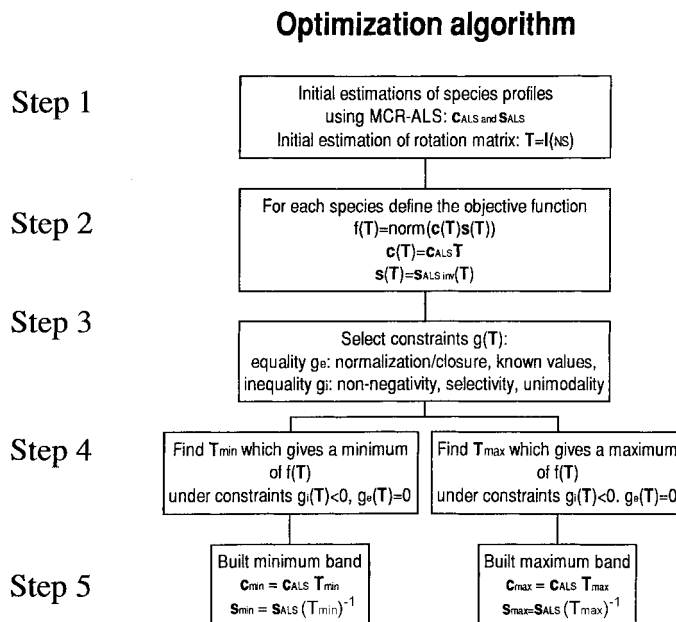 Optimization algorithm
Step 1
Initial estimations of species profiles
using MCR-ALS: cALS and sALS
Initial estimation of rotation matrix: T=I(NS)
Step 2
For each species define the objective function
f(T)=norm(c(T)s(T))
c(T)=cALST
s(T)=sALS inv(T)
Step 3
Select constraints g(T):
equality ge: normalization/closure, known values,
inequality gi: non-negativity, selectivity, unimodality
Step 4
Find Tmin which gives a minimum
of f(T)
under constraints gi(T)<0, ge(T)=0
Find Tmax which gives a maximum
of f(T)
under constraints gi(T)<0. ge(T)=0
Step 5
Built minimum band
cmin = cALS Tmin
smin = sALS (Tmin)-1
Built maximum band
cmax = cALS Tmax
smax=sALS (Tmax)-1